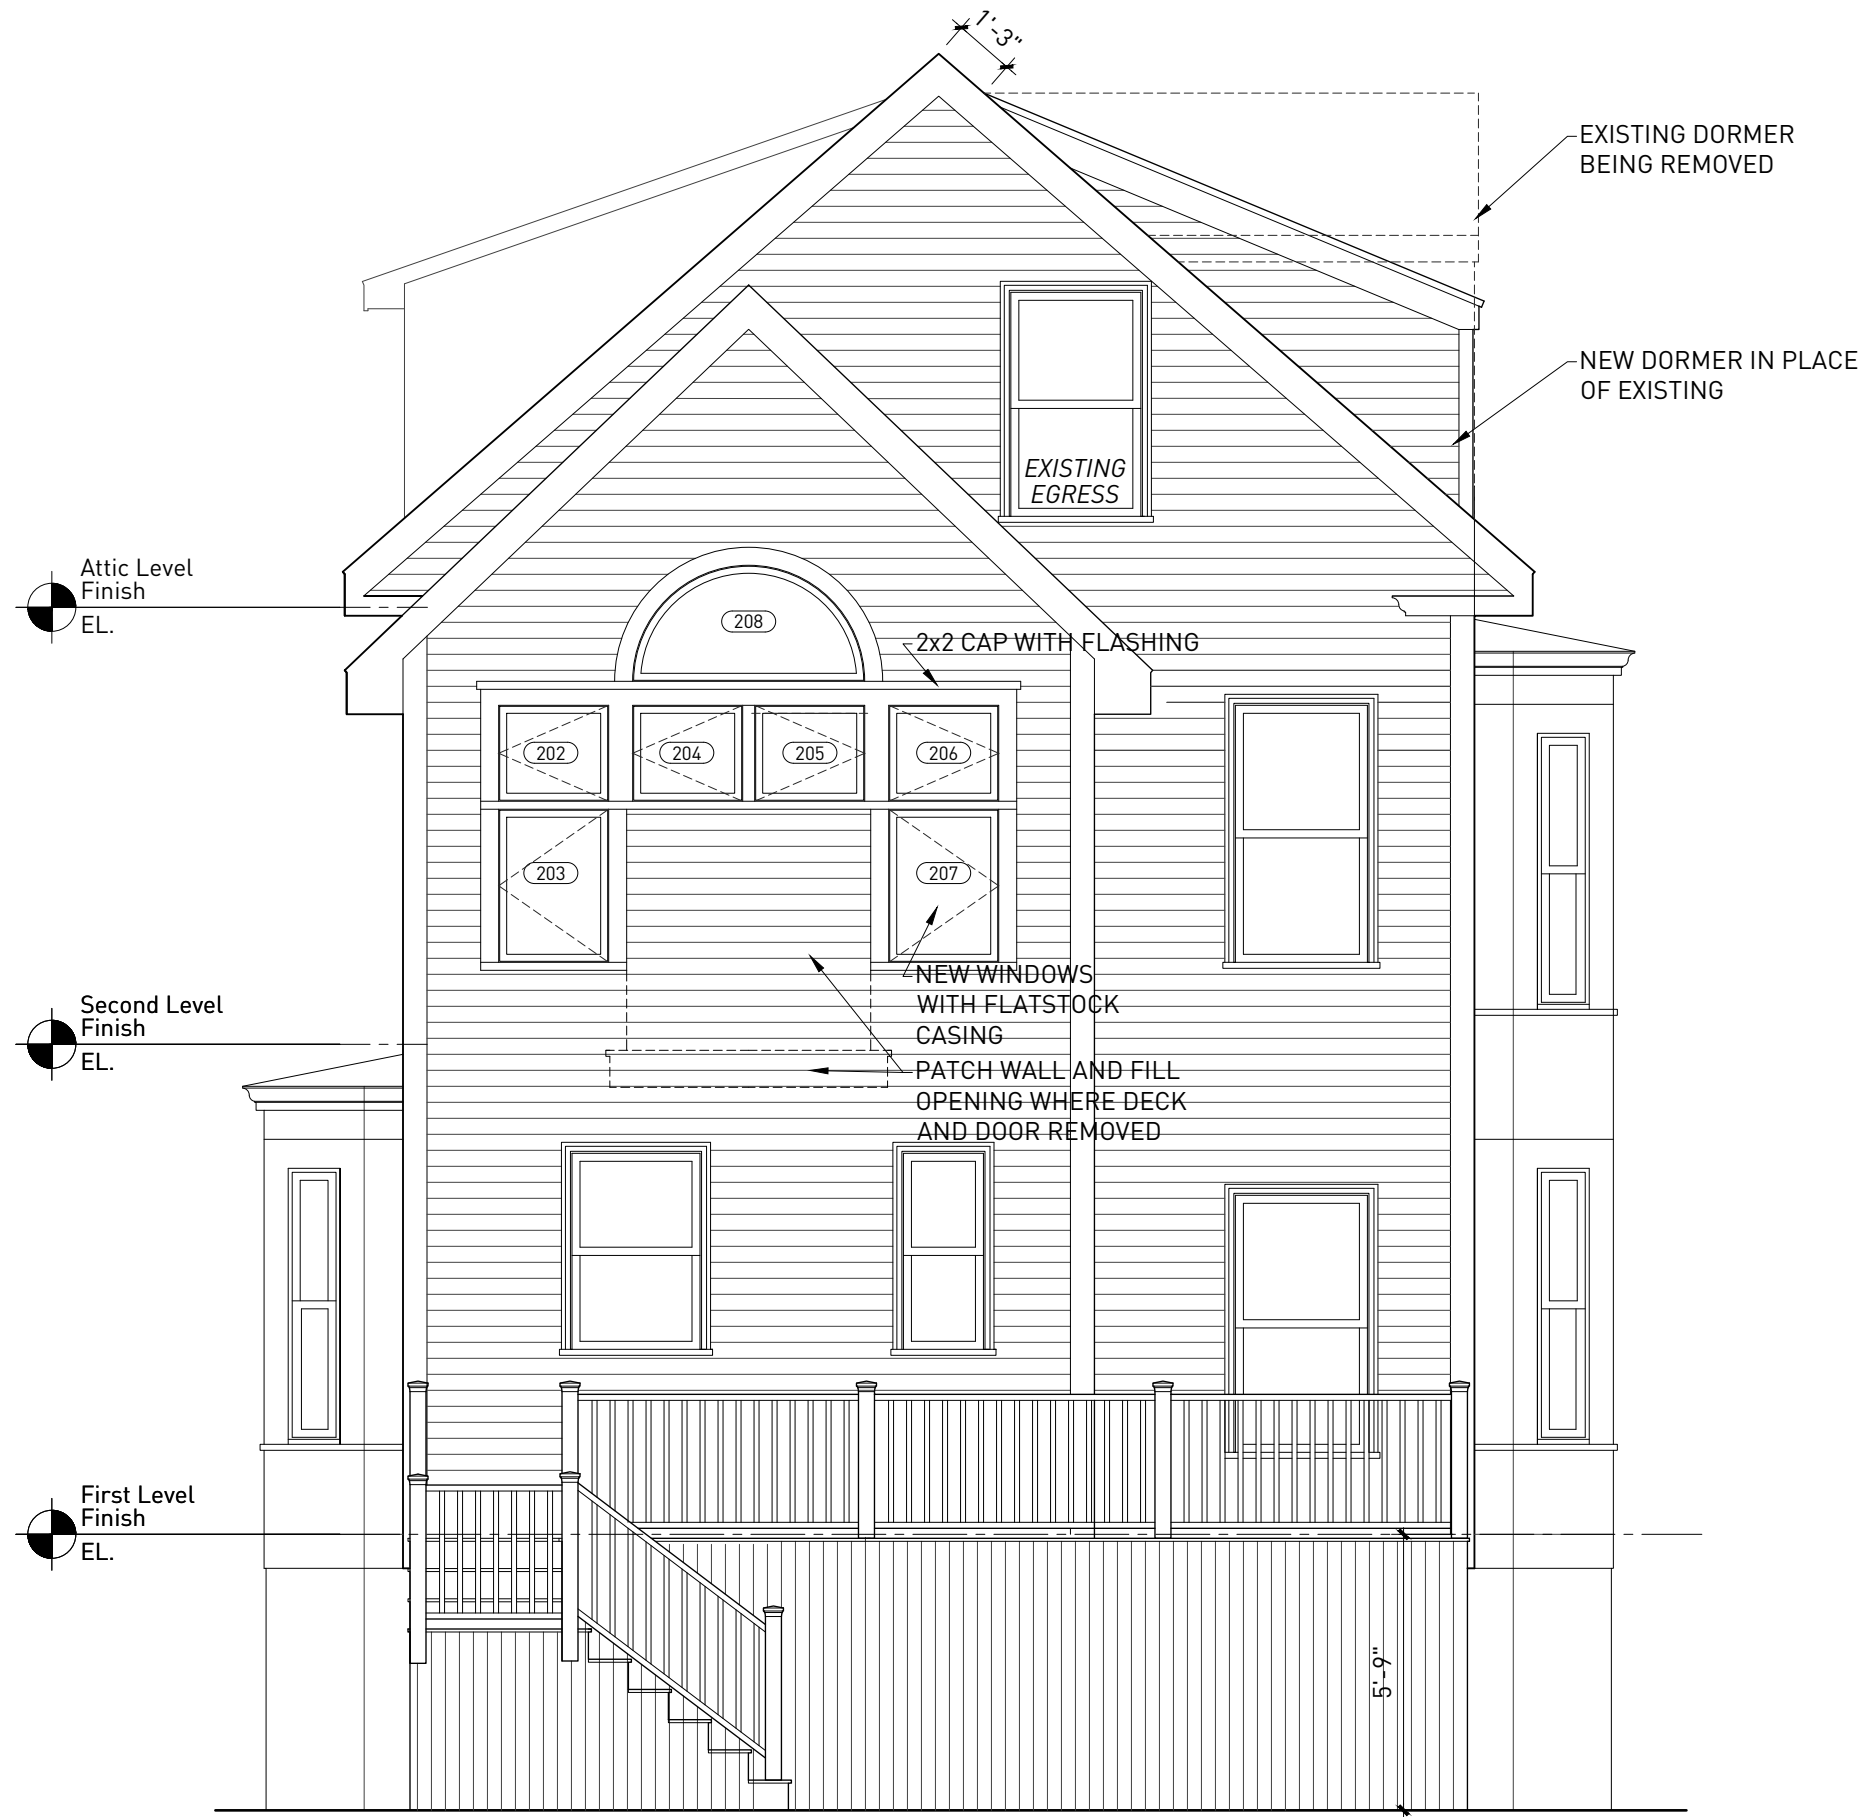 1'-3"
EXISTING DORMER
BEING REMOVED
NEW DORMER IN PLACE
OF EXISTING
EXISTING
EGRESS
Attic Level
Finish
EL.
208
2x2 CAP WITH FLASHING
202
204
205
206
203
207
NEW WINDOWS
WITH FLATSTOCK
CASING
Second Level
Finish
EL.
PATCH WALL AND FILL
OPENING WHERE DECK
AND DOOR REMOVED
First Level
Finish
EL.
5'-9"